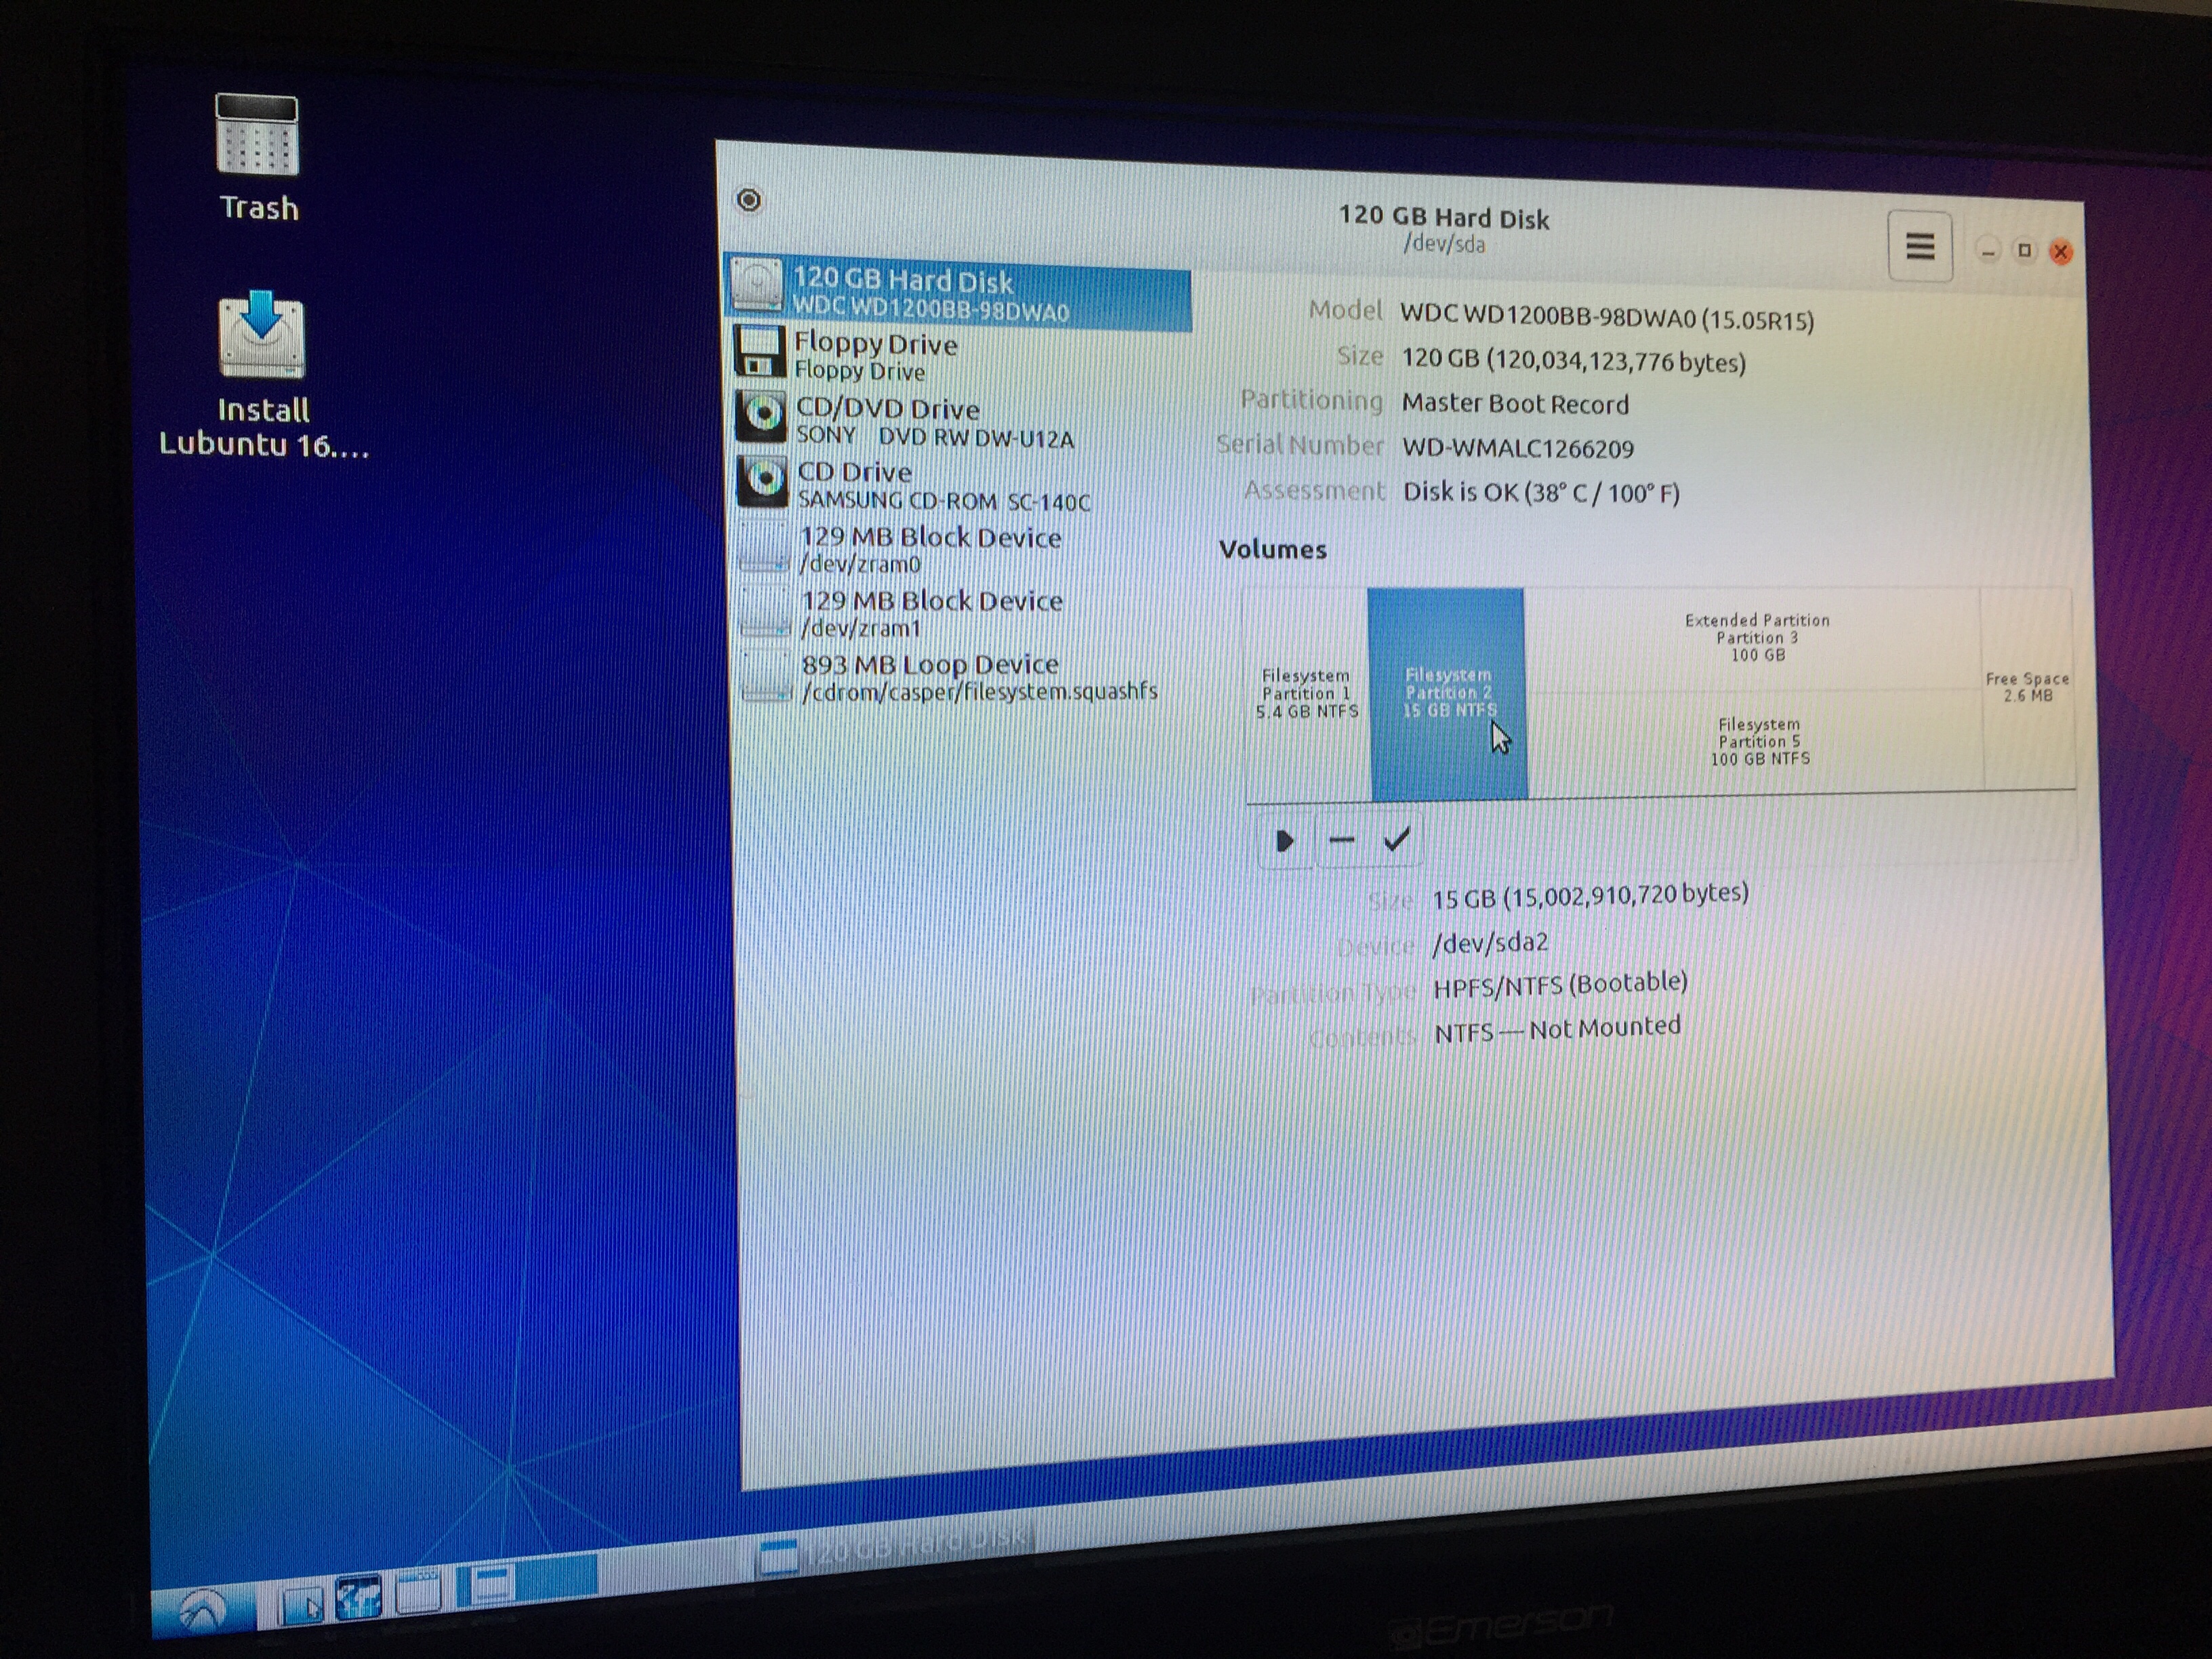 Trash
Install
Lubuntu 16....
120 GB Hard Disk
/dev/sda
120 GB Hard Disk
WDC WD1200BB-98DWA0
Floppy Drive
Floppy Drive
CD/DVD Drive
SONY DVD RW DW-U12A
CD Drive
SAMSUNG CD-ROM SC-140C
129 MB Block Device
/dev/zram0
129 MB Block Device
/dev/zram1
893 MB Loop Device
/cdrom/casper/filesystem.squashfs
Model WDC WD1200BB-98DWA0 (15.05R15)
Size 120 GB (120,034,123,776 bytes)
Partitioning Master Boot Record
Serial Number WD-WMALC1266209
Assessment Disk is OK (38° C / 100° F)
Volumes
Filesystem
Partition 1
5.4 GB NTFS
Filesystem
Partition 2
15 GB NTFS
Extended Partition
Partition 3
100 GB
Filesystem
Partition 5
100 GB NTFS
Free Space
2.6 MB
Size 15 GB (15,002,910,720 bytes)
Device /dev/sda2
Partition Type HPFS/NTFS (Bootable)
Contents NTFS — Not Mounted
120 GB Hard Disk
Emerson